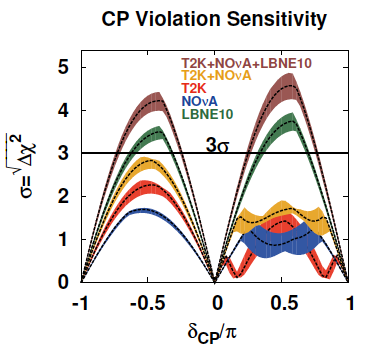 CP Violation Sensitivity
T2K+NOνA+LBNE10
T2K+NOνA
T2K
NOνA
LBNE10
3σ
σ=√Δχ²
5
4
3
2
1
0
-1 -0.5 0 0.5 1
δCP/π